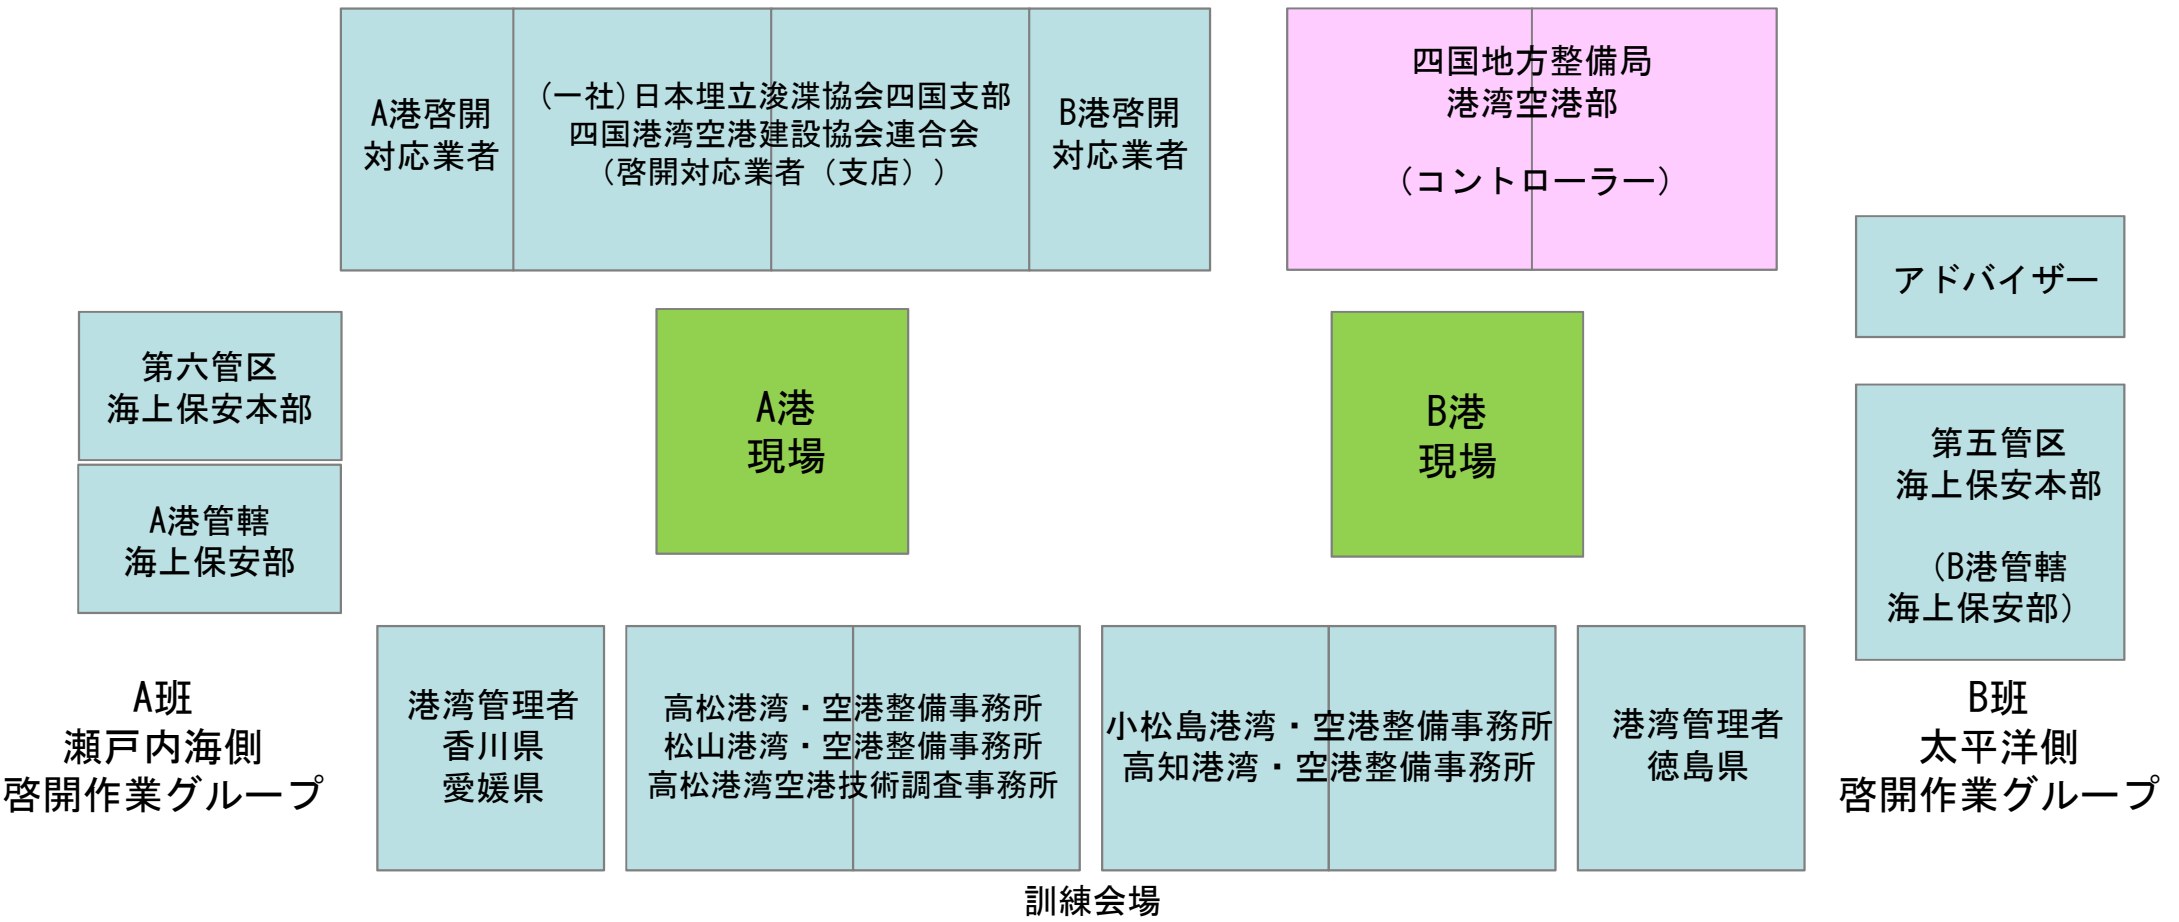 A港啓開
対応業者
(一社)日本埋立浚渫協会四国支部
四国港湾空港建設協会連合会
(啓開対応業者(支店))
B港啓開
対応業者
四国地方整備局
港湾空港部
(コントローラー)
アドバイザー
第六管区
海上保安本部
A港管轄
海上保安部
A港
現場
B港
現場
第五管区
海上保安本部
(B港管轄
海上保安部)
A班
瀬戸内海側
啓開作業グループ
港湾管理者
香川県
愛媛県
高松港湾・空港整備事務所
松山港湾・空港整備事務所
高松港湾空港技術調査事務所
小松島港湾・空港整備事務所
高知港湾・空港整備事務所
港湾管理者
徳島県
B班
太平洋側
啓開作業グループ
訓練会場